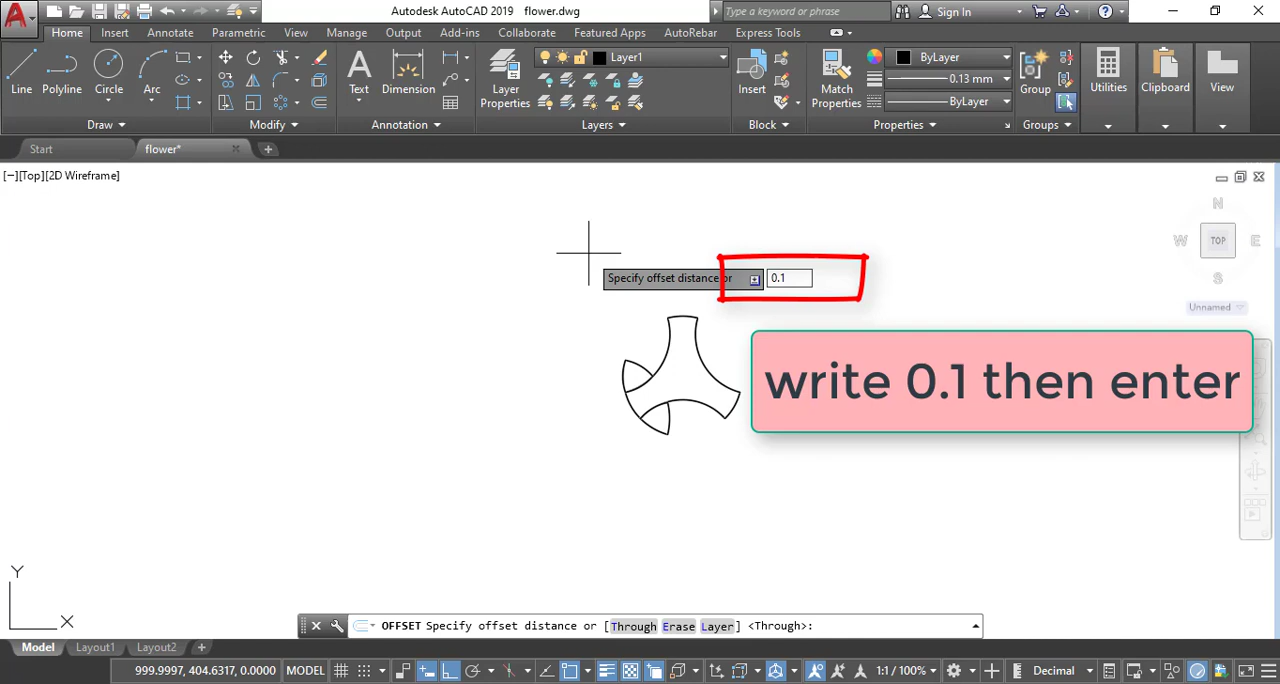 Autodesk AutoCAD 2019 flower.dwg
Type a keyword or phrase
Sign In
Home Insert Annotate Parametric View Manage Output Add-ins Collaborate Featured Apps AutoRebar Express Tools
Line Polyline Circle Arc
Draw
Modify
Text Dimension
Annotation
Layer Properties
Layer1
Layers
Insert
Block
Match Properties
ByLayer
0.13 mm
ByLayer
Properties
Group
Groups
Utilities
Clipboard
View
Start flower*
[−][Top][2D Wireframe]
N
W TOP E
S
Unnamed
Specify offset distance or 0.1
write 0.1 then enter
Y
X
OFFSET Specify offset distance or [Through Erase Layer] <Through>:
Model Layout1 Layout2
999.9997, 404.6317, 0.0000 MODEL 1:1 / 100% Decimal